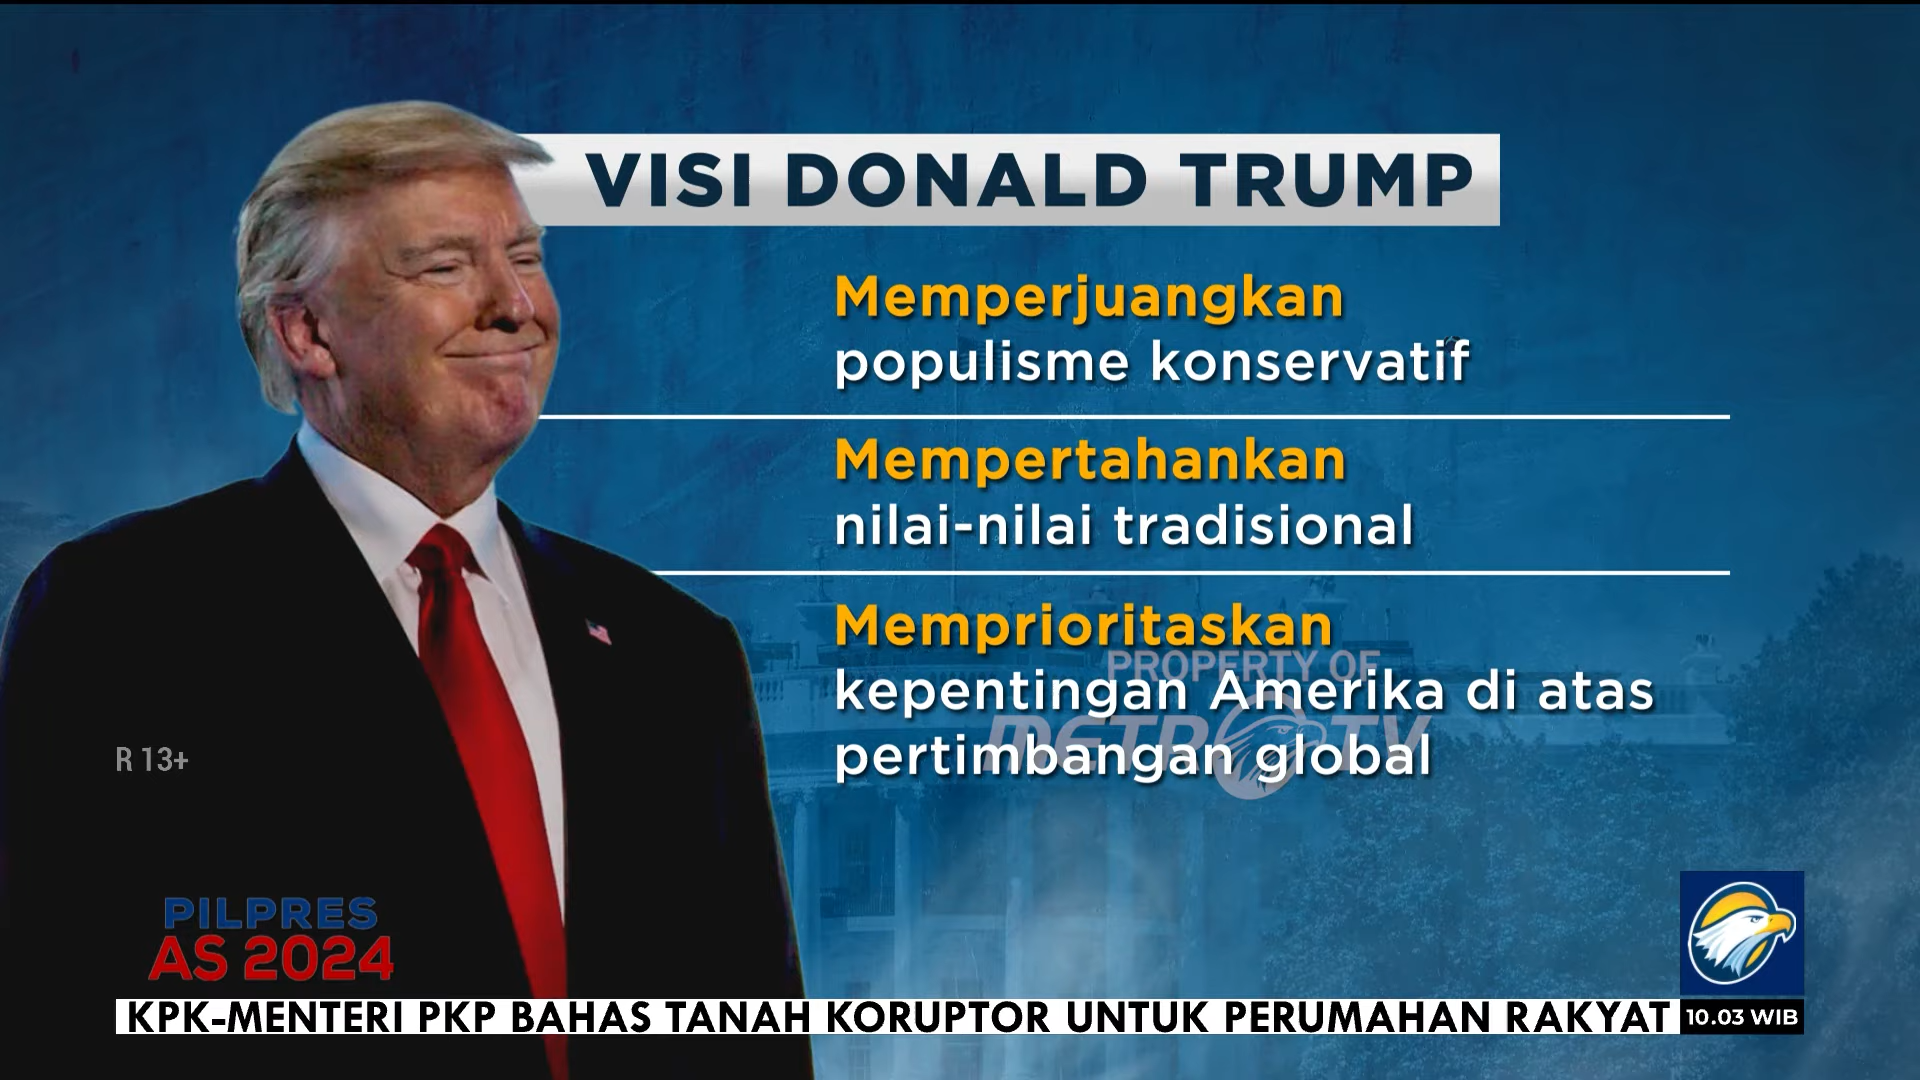 VISI DONALD TRUMP
Memperjuangkan
populisme konservatif
Mempertahankan
nilai-nilai tradisional
Memprioritaskan
kepentingan Amerika di atas
pertimbangan global
PROPERTY OF
METRO TV
R 13+
PILPRES
AS 2024
KPK-MENTERI PKP BAHAS TANAH KORUPTOR UNTUK PERUMAHAN RAKYAT
10.03 WIB